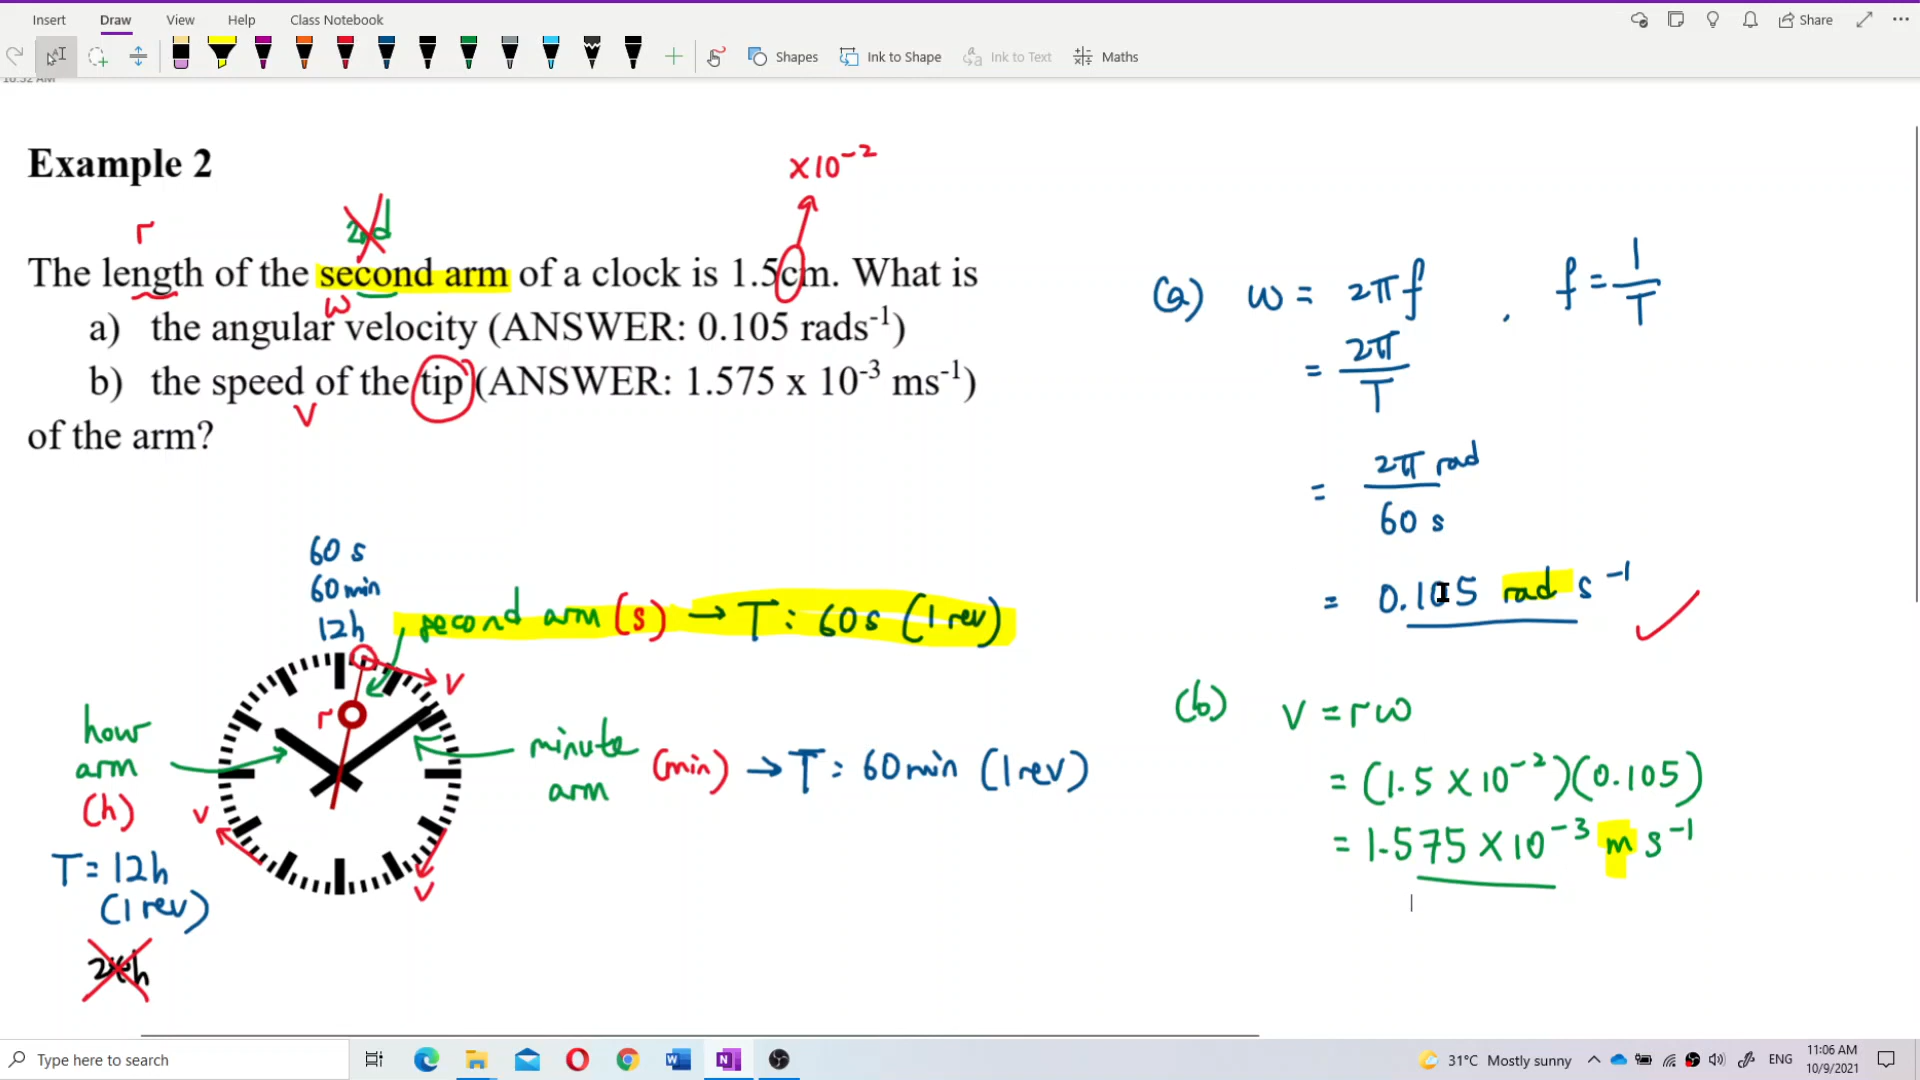 Insert Draw View Help Class Notebook
Share
Shapes Ink to Shape Ink to Text Maths
Example 2
×10⁻²
r
2nd
The length of the second arm of a clock is 1.5cm. What is
ω
a) the angular velocity (ANSWER: 0.105 rads⁻¹)
b) the speed of the tip (ANSWER: 1.575 x 10⁻³ ms⁻¹)
v
of the arm?
60 s
60 min
12h
second arm (s) → T: 60s (1 rev)
v
r
minute arm (min) → T: 60min (1 rev)
hour
arm
(h)
v
v
T = 12h
(1 rev)
(a) ω = 2πf , f = 1/T
= 2π/T
= 2π rad / 60 s
= 0.105 rad s⁻¹
(b) v = rω
= (1.5 × 10⁻²)(0.105)
= 1.575 × 10⁻³ m s⁻¹
Type here to search
31°C Mostly sunny
ENG
11:06 AM
10/9/2021